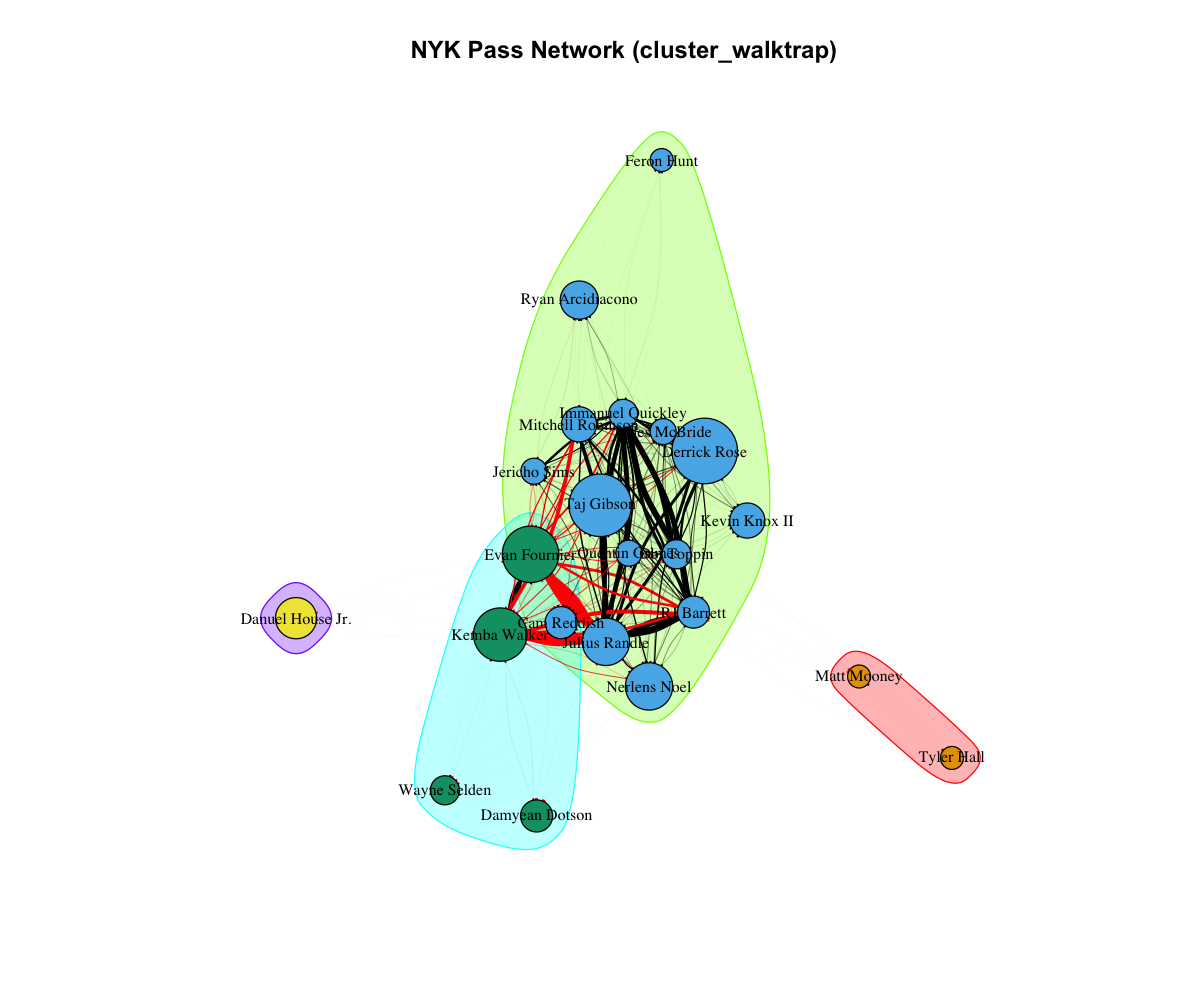 NYK Pass Network (cluster_walktrap)
Feron Hunt
Ryan Arcidiacono
Immanuel Quickley
Mitchell Robinson
McBride
Derrick Rose
Jericho Sims
Taj Gibson
Kevin Knox II
Evan Fournier
Quentin Grimes
Toppin
RJ Barrett
Danuel House Jr.
Cam Reddish
Kemba Walker
Julius Randle
Matt Mooney
Nerlens Noel
Tyler Hall
Wayne Selden
Damyean Dotson